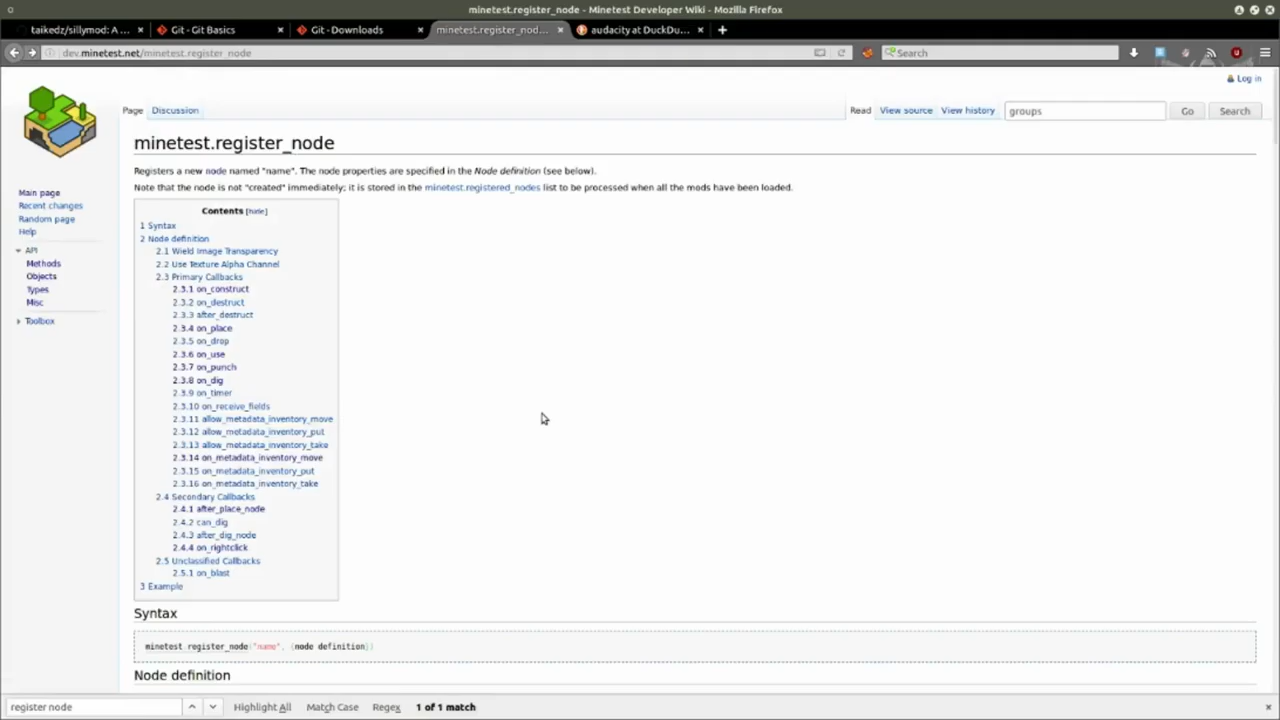 minetest.register_node - Minetest Developer Wiki - Mozilla Firefox
taikedz/sillymod: A ... × Git - Git Basics × Git - Downloads × minetest.register_nod... × audacity at DuckDu... ×
dev.minetest.net/minetest.register_node Search
Log in
Page Discussion Read View source View history groups Go Search
minetest.register_node
Registers a new node named "name". The node properties are specified in the Node definition (see below).
Note that the node is not "created" immediately; it is stored in the minetest.registered_nodes list to be processed when all the mods have been loaded.
Main page
Recent changes
Random page
Help
API
Methods
Objects
Types
Misc
Toolbox
Contents [hide]
1 Syntax
2 Node definition
2.1 Wield Image Transparency
2.2 Use Texture Alpha Channel
2.3 Primary Callbacks
2.3.1 on_construct
2.3.2 on_destruct
2.3.3 after_destruct
2.3.4 on_place
2.3.5 on_drop
2.3.6 on_use
2.3.7 on_punch
2.3.8 on_dig
2.3.9 on_timer
2.3.10 on_receive_fields
2.3.11 allow_metadata_inventory_move
2.3.12 allow_metadata_inventory_put
2.3.13 allow_metadata_inventory_take
2.3.14 on_metadata_inventory_move
2.3.15 on_metadata_inventory_put
2.3.16 on_metadata_inventory_take
2.4 Secondary Callbacks
2.4.1 after_place_node
2.4.2 can_dig
2.4.3 after_dig_node
2.4.4 on_rightclick
2.5 Unclassified Callbacks
2.5.1 on_blast
3 Example
Syntax
minetest.register_node("name", {node definition})
Node definition
register node Highlight All Match Case Regex 1 of 1 match